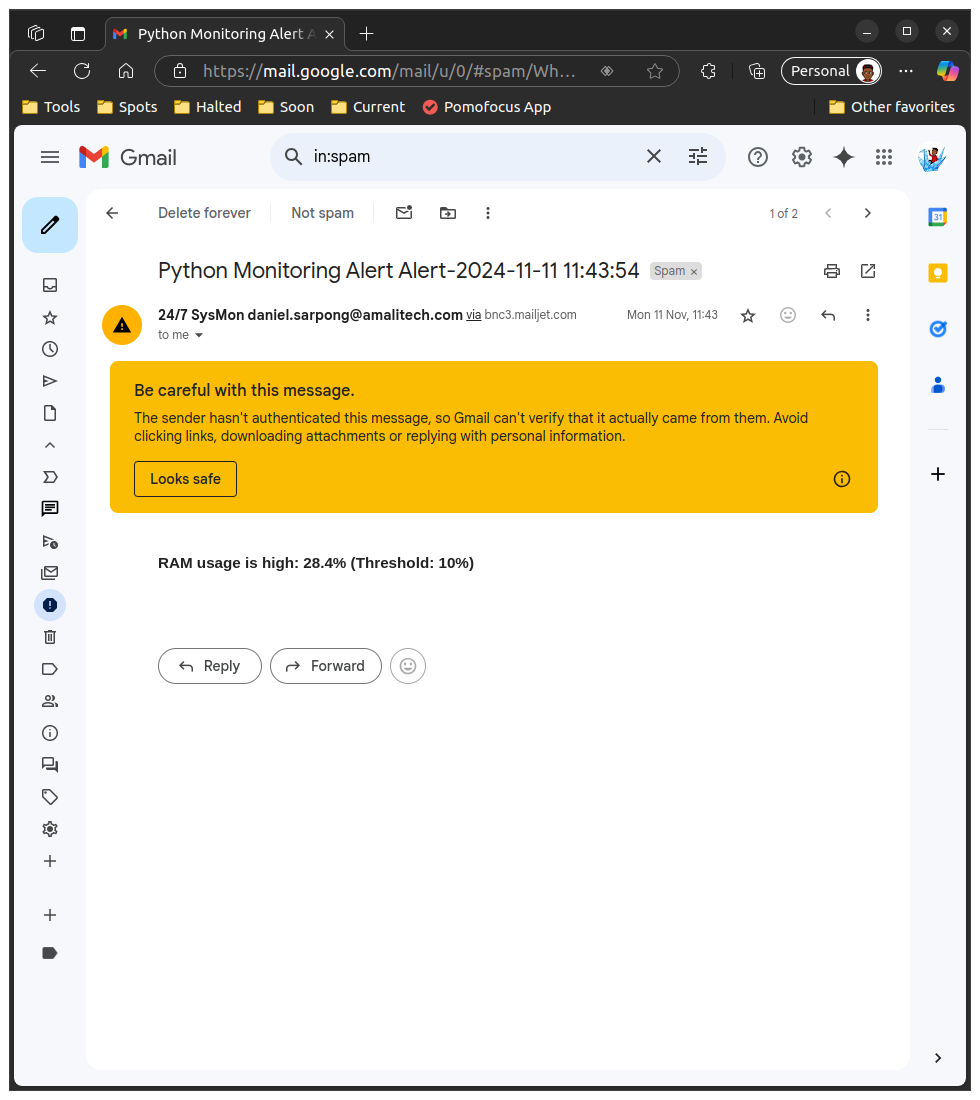 Python Monitoring Alert A
https://mail.google.com/mail/u/0/#spam/Wh...
Personal
Tools
Spots
Halted
Soon
Current
Pomofocus App
Other favorites
Gmail
in:spam
Delete forever
Not spam
1 of 2
31
Python Monitoring Alert Alert-2024-11-11 11:43:54
Spam ×
24/7 SysMon daniel.sarpong@amalitech.com via bnc3.mailjet.com
Mon 11 Nov, 11:43
to me
Be careful with this message.
The sender hasn't authenticated this message, so Gmail can't verify that it actually came from them. Avoid
clicking links, downloading attachments or replying with personal information.
Looks safe
RAM usage is high: 28.4% (Threshold: 10%)
Reply
Forward